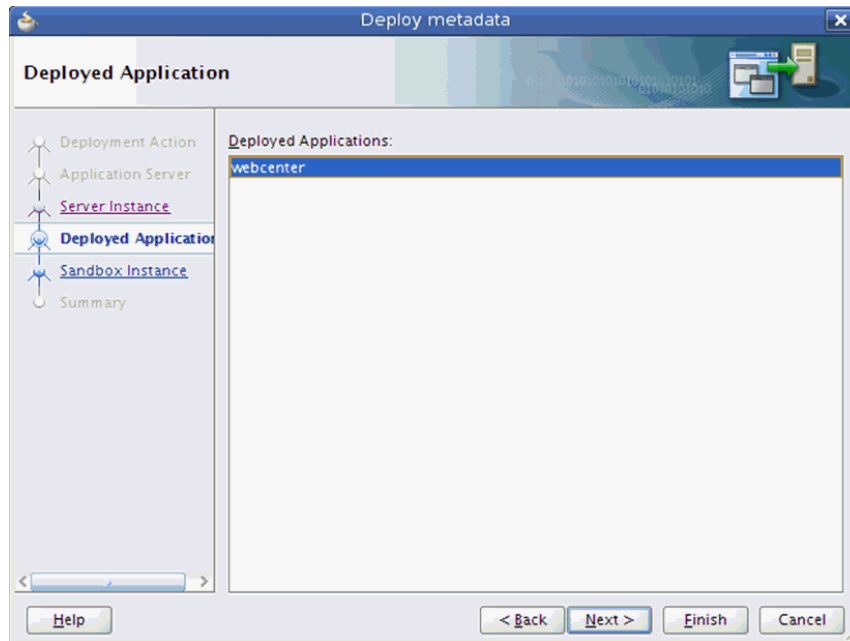 Deploy metadata
Deployed Application
Deployment Action
Application Server
Server Instance
Deployed Application
Sandbox Instance
Summary
Deployed Applications:
webcenter
Help
< Back
Next >
Finish
Cancel